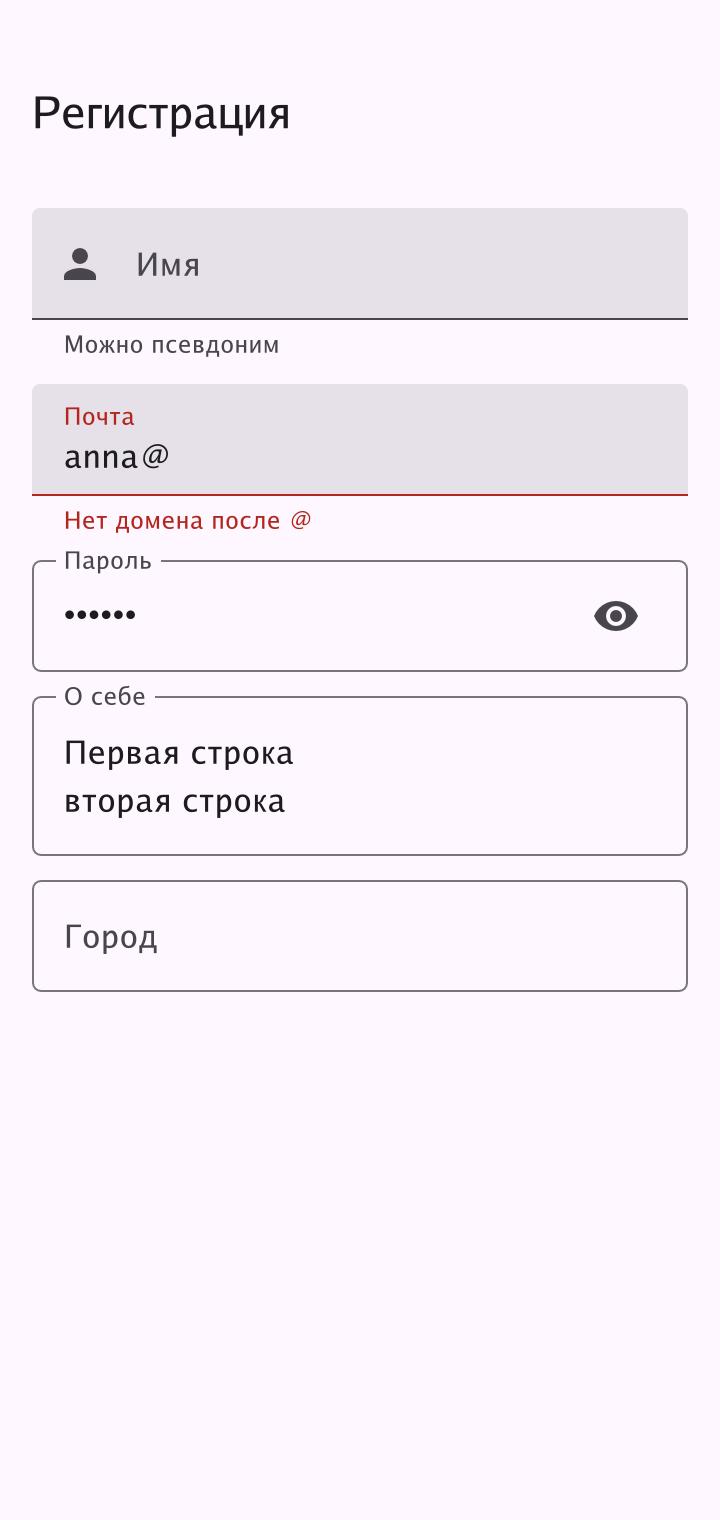 Регистрация
Имя
Можно псевдоним
Почта
anna@
Нет домена после @
Пароль
••••••
О себе
Первая строка
вторая строка
Город